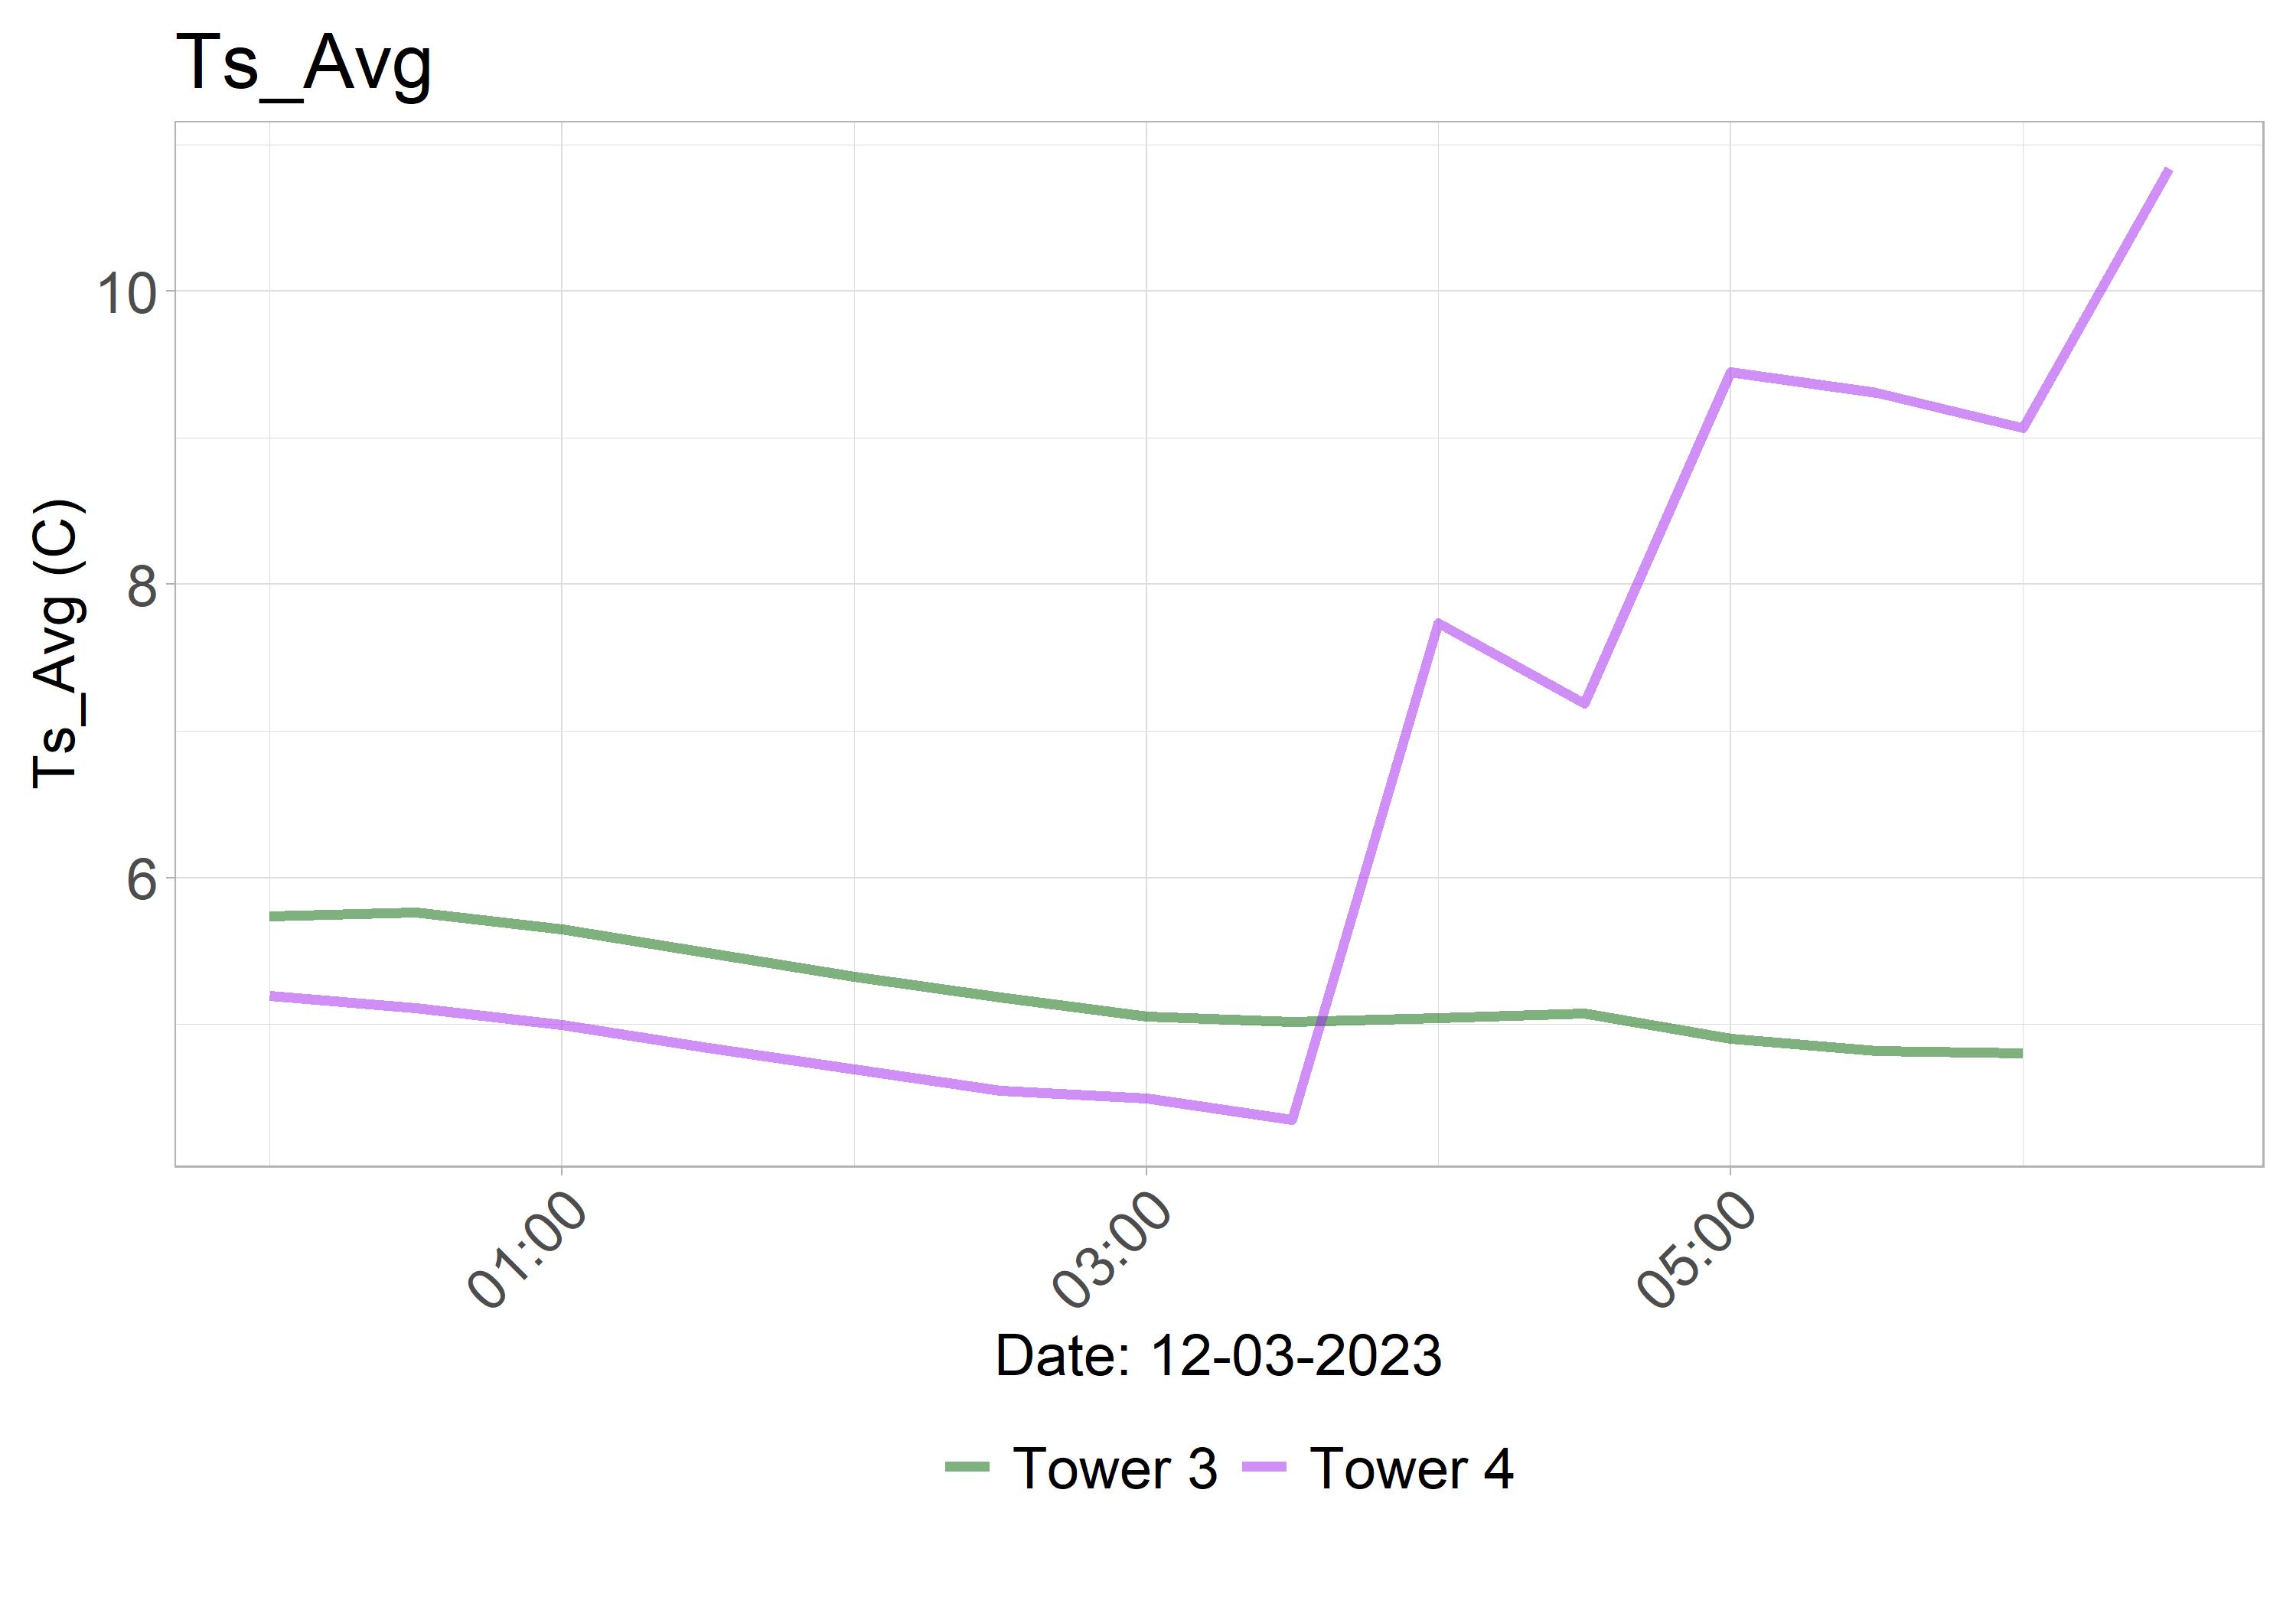 Ts_Avg
Ts_Avg (C)
10
8
6
01:00
03:00
05:00
Date: 12-03-2023
Tower 3
Tower 4